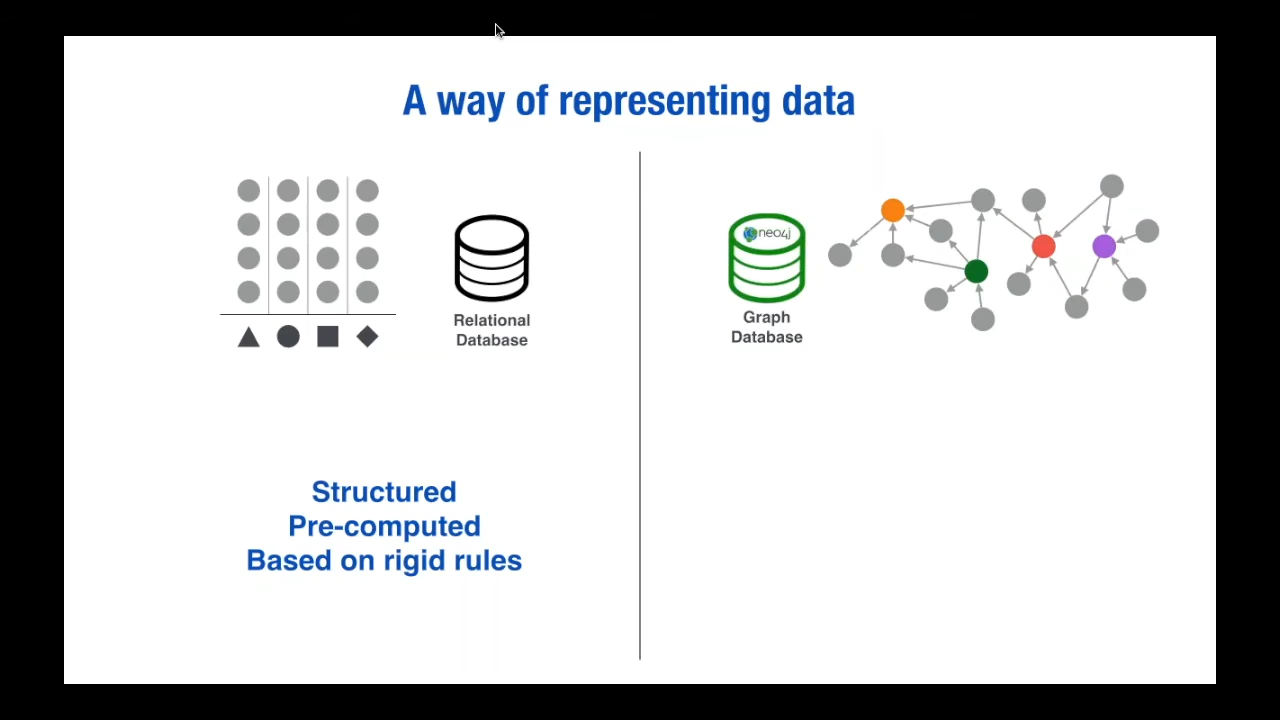 A way of representing data
Relational
Database
neo4j
Graph
Database
Structured
Pre-computed
Based on rigid rules